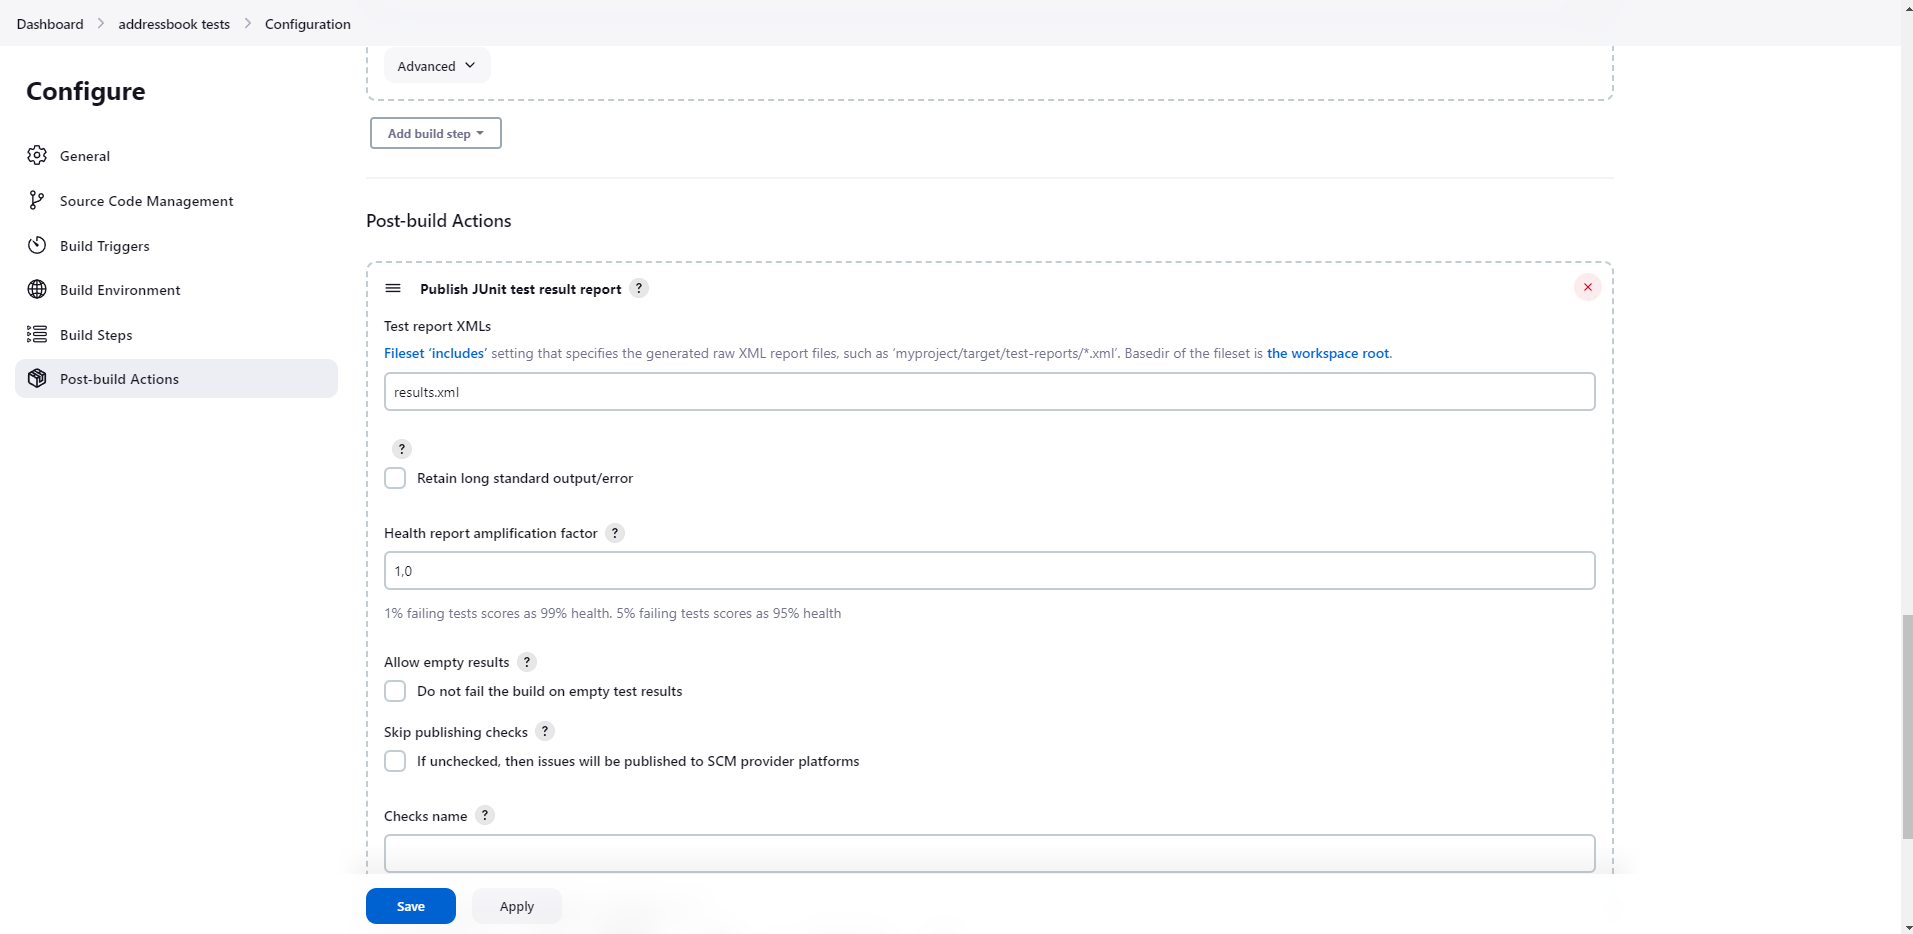 Dashboard > addressbook tests > Configuration
Configure
General
Source Code Management
Build Triggers
Build Environment
Build Steps
Post-build Actions
Advanced
Add build step
Post-build Actions
Publish JUnit test result report ?
Test report XMLs
Fileset ‘includes’ setting that specifies the generated raw XML report files, such as ‘myproject/target/test-reports/*.xml’. Basedir of the fileset is the workspace root.
results.xml
?
Retain long standard output/error
Health report amplification factor ?
1,0
1% failing tests scores as 99% health. 5% failing tests scores as 95% health
Allow empty results ?
Do not fail the build on empty test results
Skip publishing checks ?
If unchecked, then issues will be published to SCM provider platforms
Checks name ?
Save
Apply